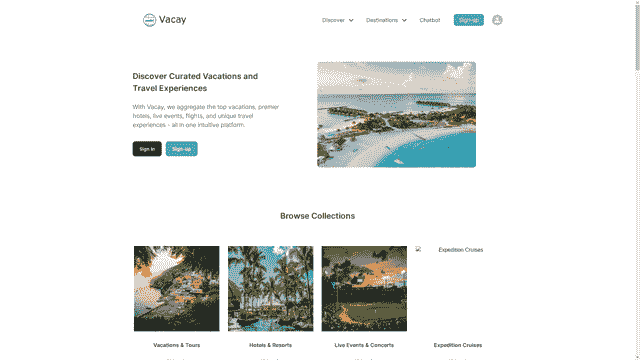 Vacay
Discover
Destinations
Chatbot
Sign-up
Discover Curated Vacations and
Travel Experiences
With Vacay, we aggregate the top vacations, premier
hotels, live events, flights, and unique travel
experiences - all in one intuitive platform.
Sign in
Sign-up
Browse Collections
Expedition Cruises
Vacations & Tours
Hotels & Resorts
Live Events & Concerts
Expedition Cruises